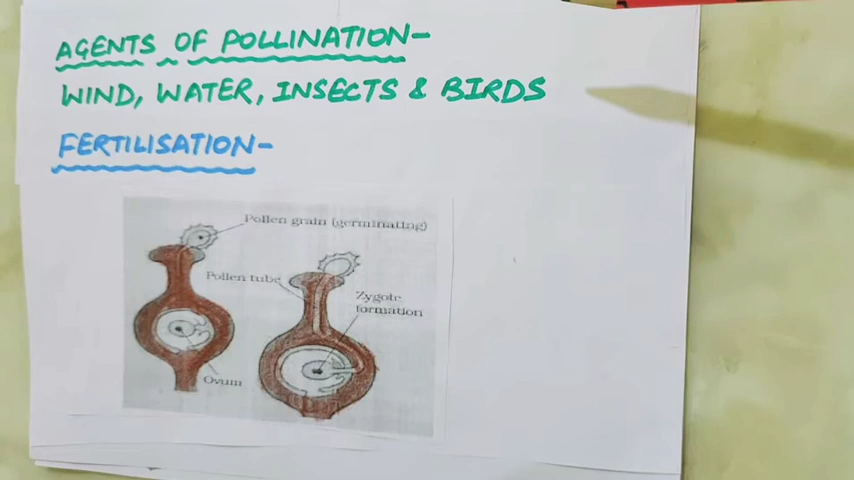 AGENTS OF POLLINATION-
WIND, WATER, INSECTS & BIRDS
FERTILISATION-
Pollen grain (germinating)
Pollen tube
Zygote
formation
Ovum